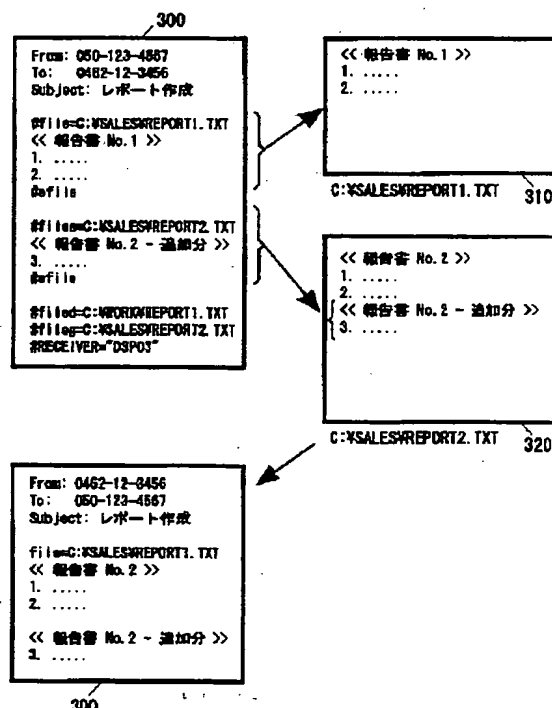 300
From: 050-123-4567
To: 0462-12-3456
Subject: レポート作成
#file=C:¥SALES¥REPORT1.TXT
<< 報告書 No.1 >>
1. .....
2. .....
#efile
#files=C:¥SALES¥REPORT2.TXT
<< 報告書 No.2 - 追加分 >>
3. .....
#efile
#filed=C:¥WORK¥REPORT1.TXT
#fileg=C:¥SALES¥REPORT2.TXT
#RECEIVER="DSP03"
<< 報告書 No.1 >>
1. .....
2. .....
C:¥SALES¥REPORT1.TXT
310
<< 報告書 No.2 >>
1. .....
2. .....
<< 報告書 No.2 - 追加分 >>
3. .....
C:¥SALES¥REPORT2.TXT
320
From: 0462-12-3456
To: 050-123-4567
Subject: レポート作成
file=C:¥SALES¥REPORT1.TXT
<< 報告書 No.2 >>
1. .....
2. .....
<< 報告書 No.2 - 追加分 >>
3. .....
300